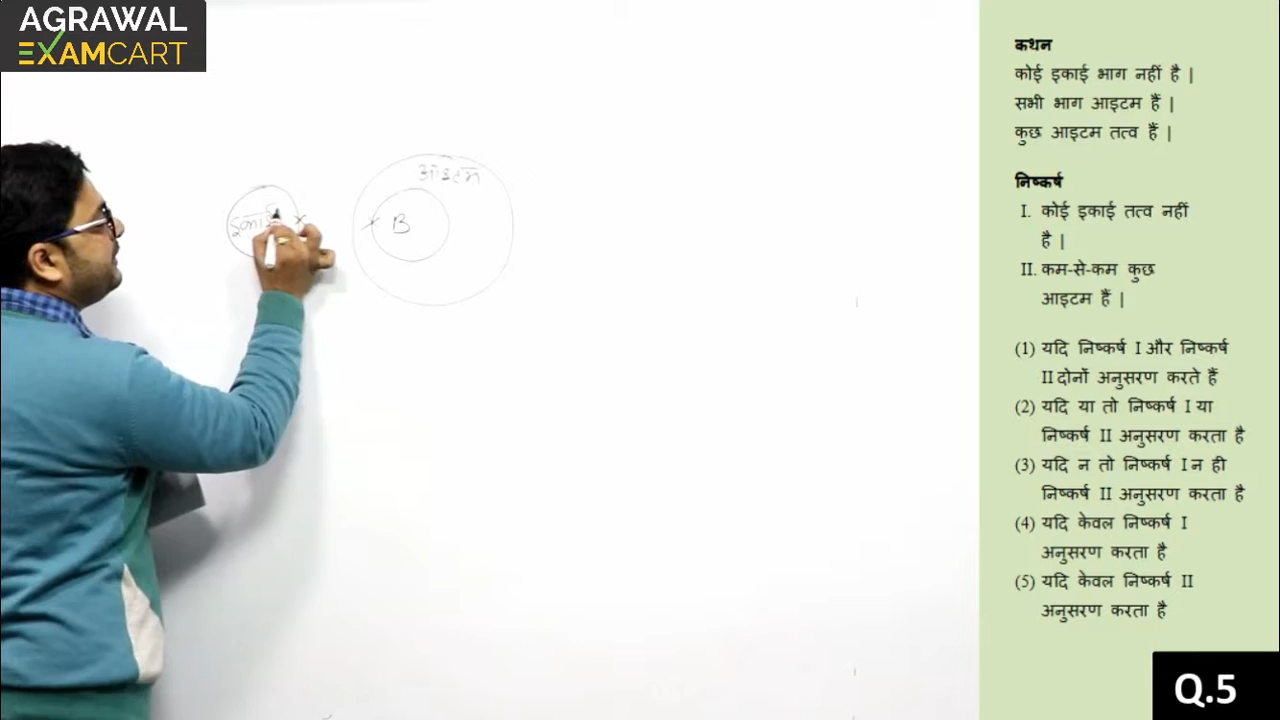 AGRAWAL
EXAMCART
इकाई
आइटम
B
कथन
कोई इकाई भाग नहीं है |
सभी भाग आइटम हैं |
कुछ आइटम तत्व हैं |
निष्कर्ष
I. कोई इकाई तत्व नहीं
है |
II. कम-से-कम कुछ
आइटम हैं |
(1) यदि निष्कर्ष I और निष्कर्ष
II दोनों अनुसरण करते हैं
(2) यदि या तो निष्कर्ष I या
निष्कर्ष II अनुसरण करता है
(3) यदि न तो निष्कर्ष I न ही
निष्कर्ष II अनुसरण करता है
(4) यदि केवल निष्कर्ष I
अनुसरण करता है
(5) यदि केवल निष्कर्ष II
अनुसरण करता है
Q.5